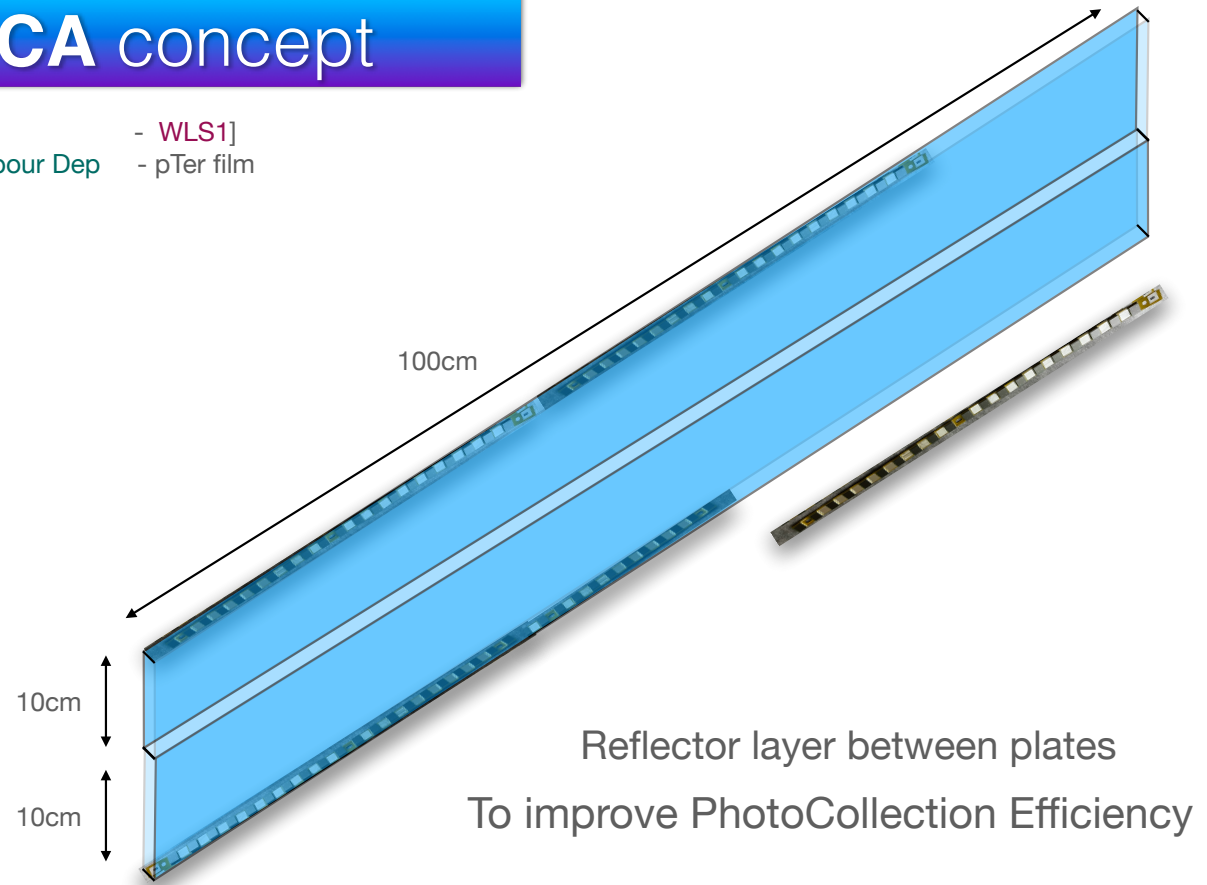 CA concept
- WLS1]
pour Dep - pTer film
100cm
10cm
10cm
Reflector layer between plates
To improve PhotoCollection Efficiency